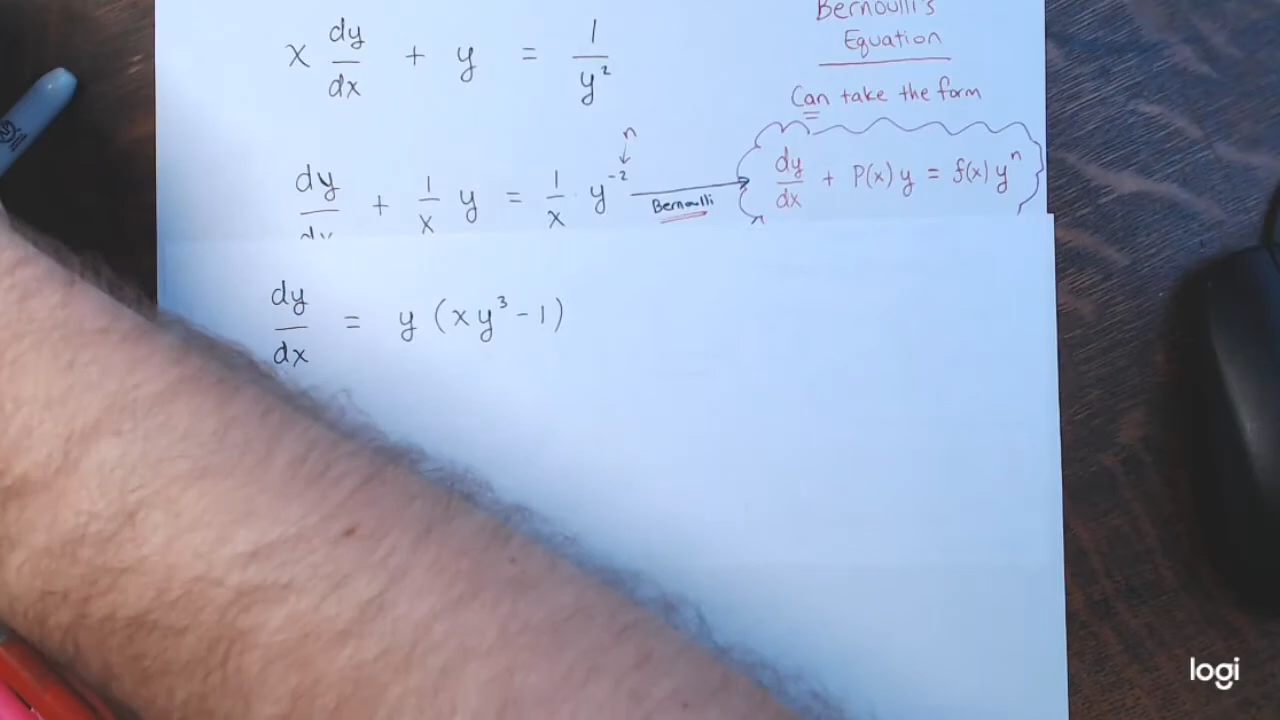 x dy/dx + y = 1/y²
Bernoulli's
Equation
Can take the form
n
dy/dx + 1/x y = 1/x · y⁻²
Bernoulli
dy/dx + P(x) y = f(x) yⁿ
dy/dx = y (xy³ - 1)
logi